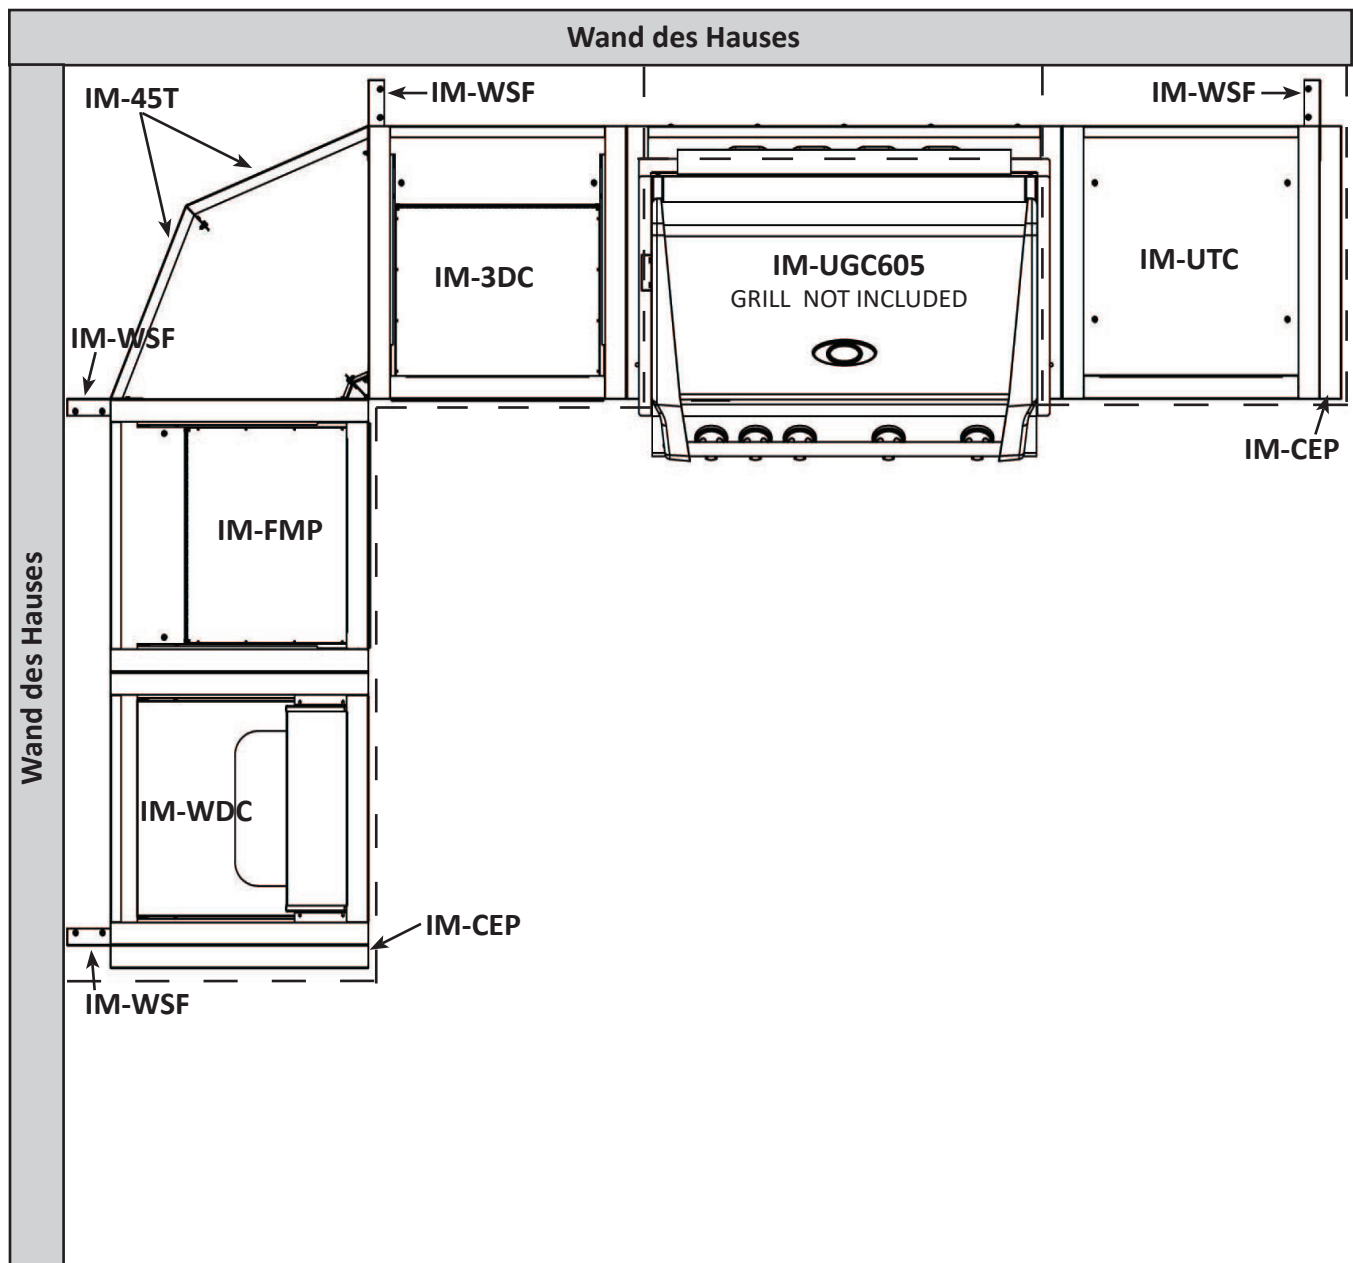 Wand des Hauses
IM-45T
IM-WSF
IM-WSF
IM-3DC
IM-UGC605
GRILL NOT INCLUDED
IM-UTC
IM-WSF
IM-CEP
IM-FMP
Wand des Hauses
IM-WDC
IM-CEP
IM-WSF